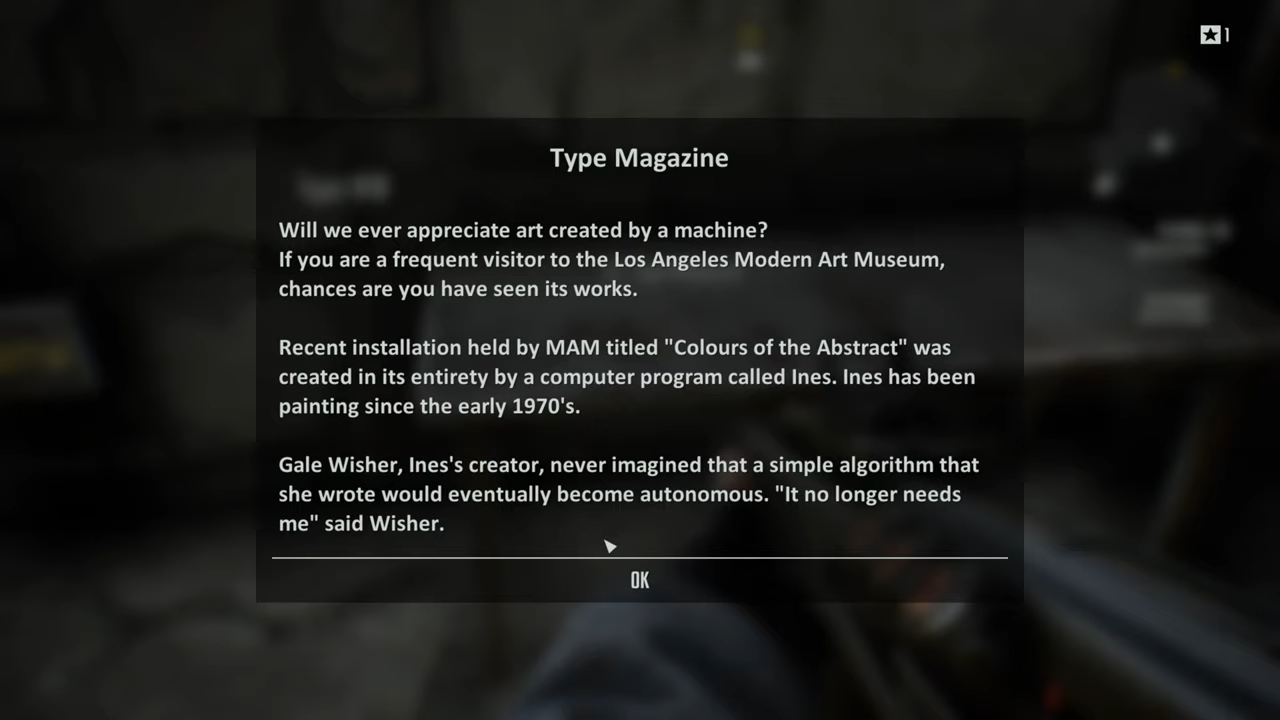 1
Type Magazine
Will we ever appreciate art created by a machine?
If you are a frequent visitor to the Los Angeles Modern Art Museum,
chances are you have seen its works.
Recent installation held by MAM titled "Colours of the Abstract" was
created in its entirety by a computer program called Ines. Ines has been
painting since the early 1970's.
Gale Wisher, Ines's creator, never imagined that a simple algorithm that
she wrote would eventually become autonomous. "It no longer needs
me" said Wisher.
OK